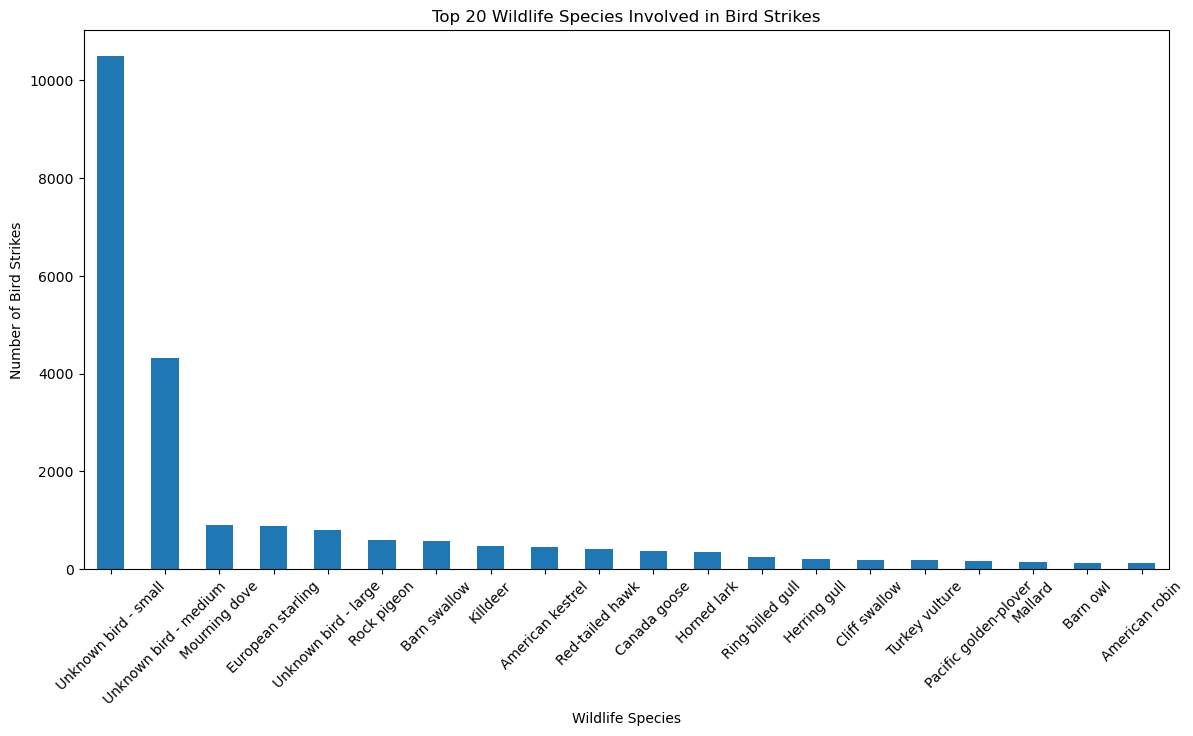 Top 20 Wildlife Species Involved in Bird Strikes
Number of Bird Strikes
10000
8000
6000
4000
2000
0
Unknown bird - small
Unknown bird - medium
Mourning dove
European starling
Unknown bird - large
Rock pigeon
Barn swallow
Killdeer
American kestrel
Red-tailed hawk
Canada goose
Horned lark
Ring-billed gull
Herring gull
Cliff swallow
Turkey vulture
Pacific golden-plover
Mallard
Barn owl
American robin
Wildlife Species